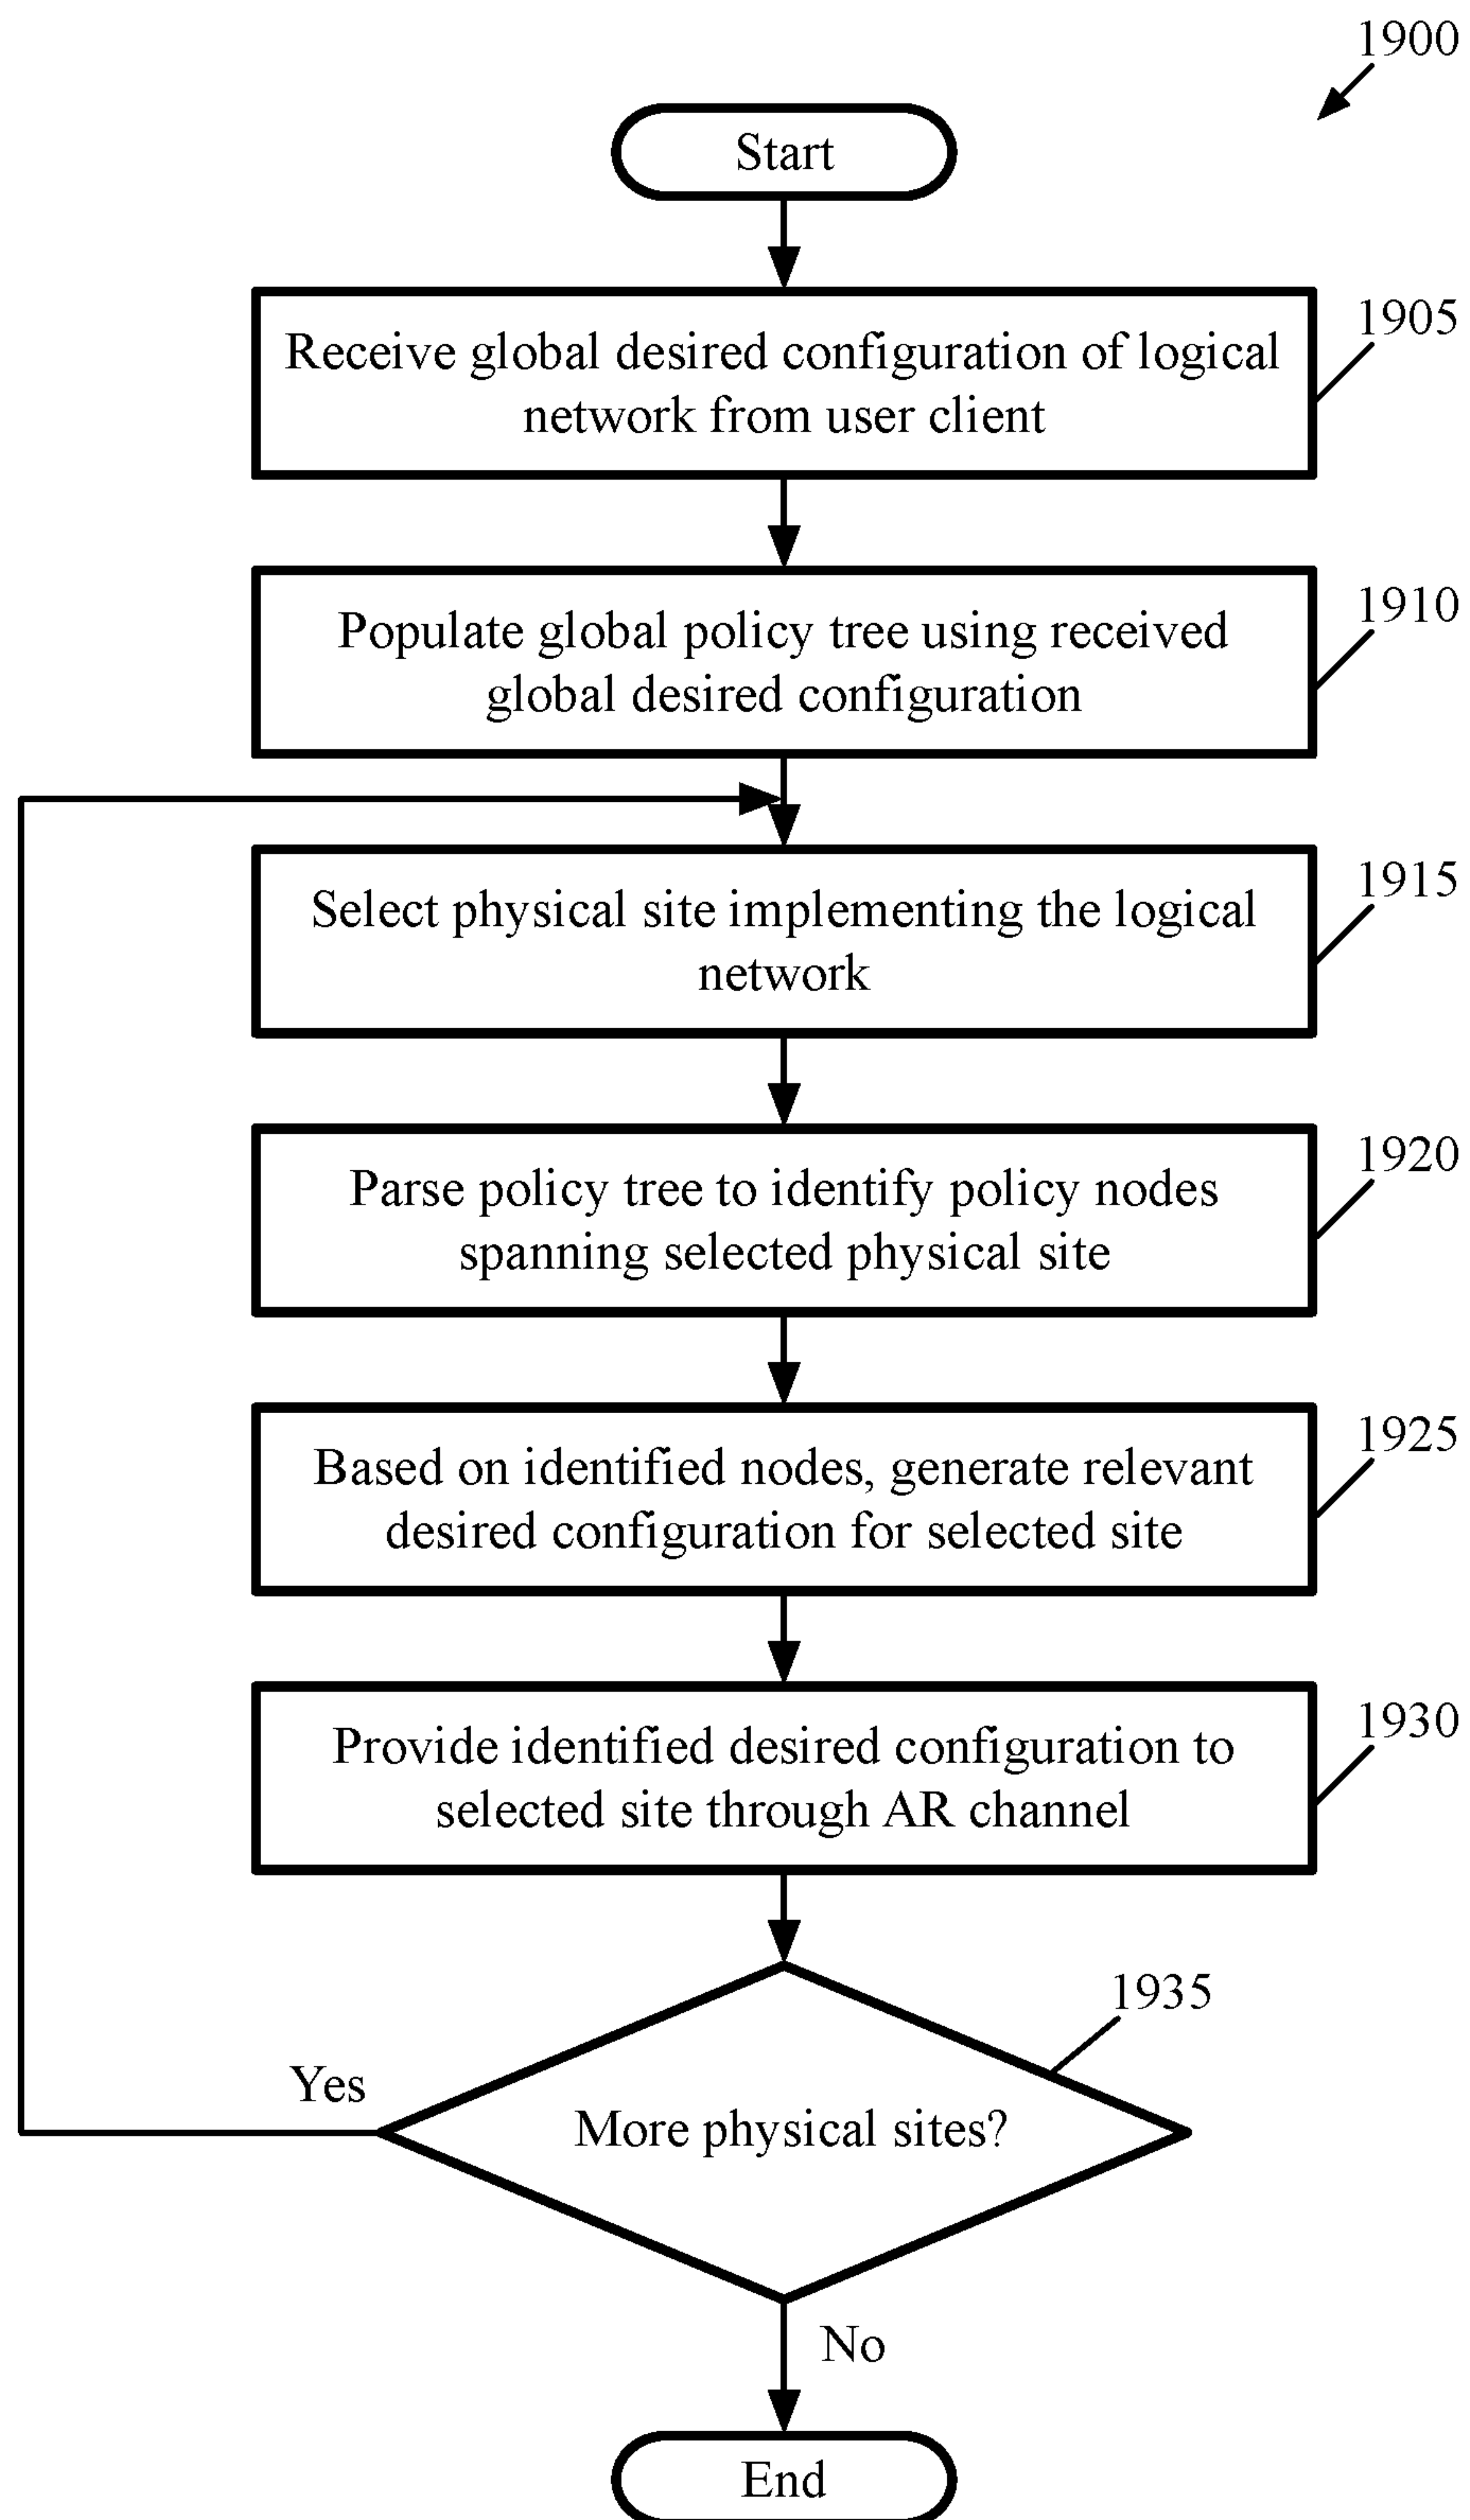 1900
Start
Receive global desired configuration of logical
network from user client
1905
Populate global policy tree using received
global desired configuration
1910
Select physical site implementing the logical
network
1915
Parse policy tree to identify policy nodes
spanning selected physical site
1920
Based on identified nodes, generate relevant
desired configuration for selected site
1925
Provide identified desired configuration to
selected site through AR channel
1930
1935
Yes
More physical sites?
No
End